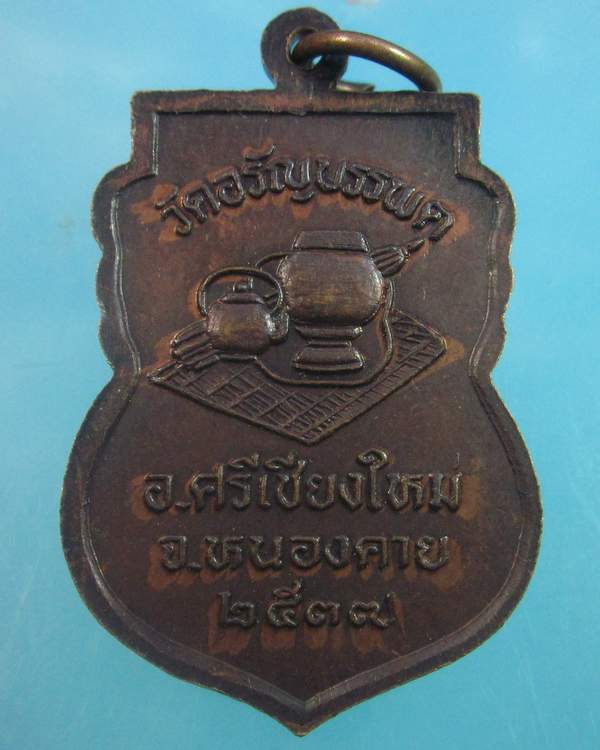 วัดอรัญบรรพต
อ.ศรีเชียงใหม่
จ.หนองคาย
๒๕๓๗